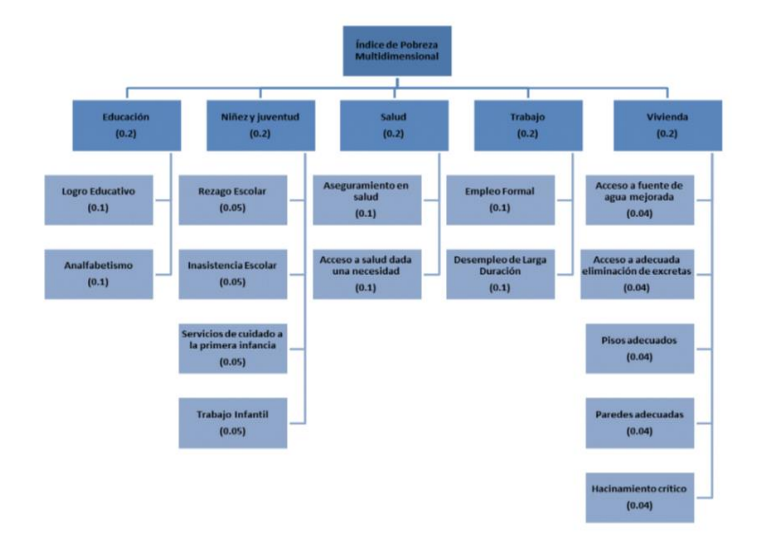 Índice de Pobreza
Multidimensional
Educación
(0.2)
Niñez y juventud
(0.2)
Salud
(0.2)
Trabajo
(0.2)
Vivienda
(0.2)
Logro Educativo
(0.1)
Rezago Escolar
(0.05)
Aseguramiento en
salud
(0.1)
Empleo Formal
(0.1)
Acceso a fuente de
agua mejorada
(0.04)
Analfabetismo
(0.1)
Inasistencia Escolar
(0.05)
Acceso a salud dada
una necesidad
(0.1)
Desempleo de Larga
Duración
(0.1)
Acceso a adecuada
eliminación de excretas
(0.04)
Servicios de cuidado a
la primera infancia
(0.05)
Pisos adecuados
(0.04)
Trabajo Infantil
(0.05)
Paredes adecuadas
(0.04)
Hacinamiento crítico
(0.04)